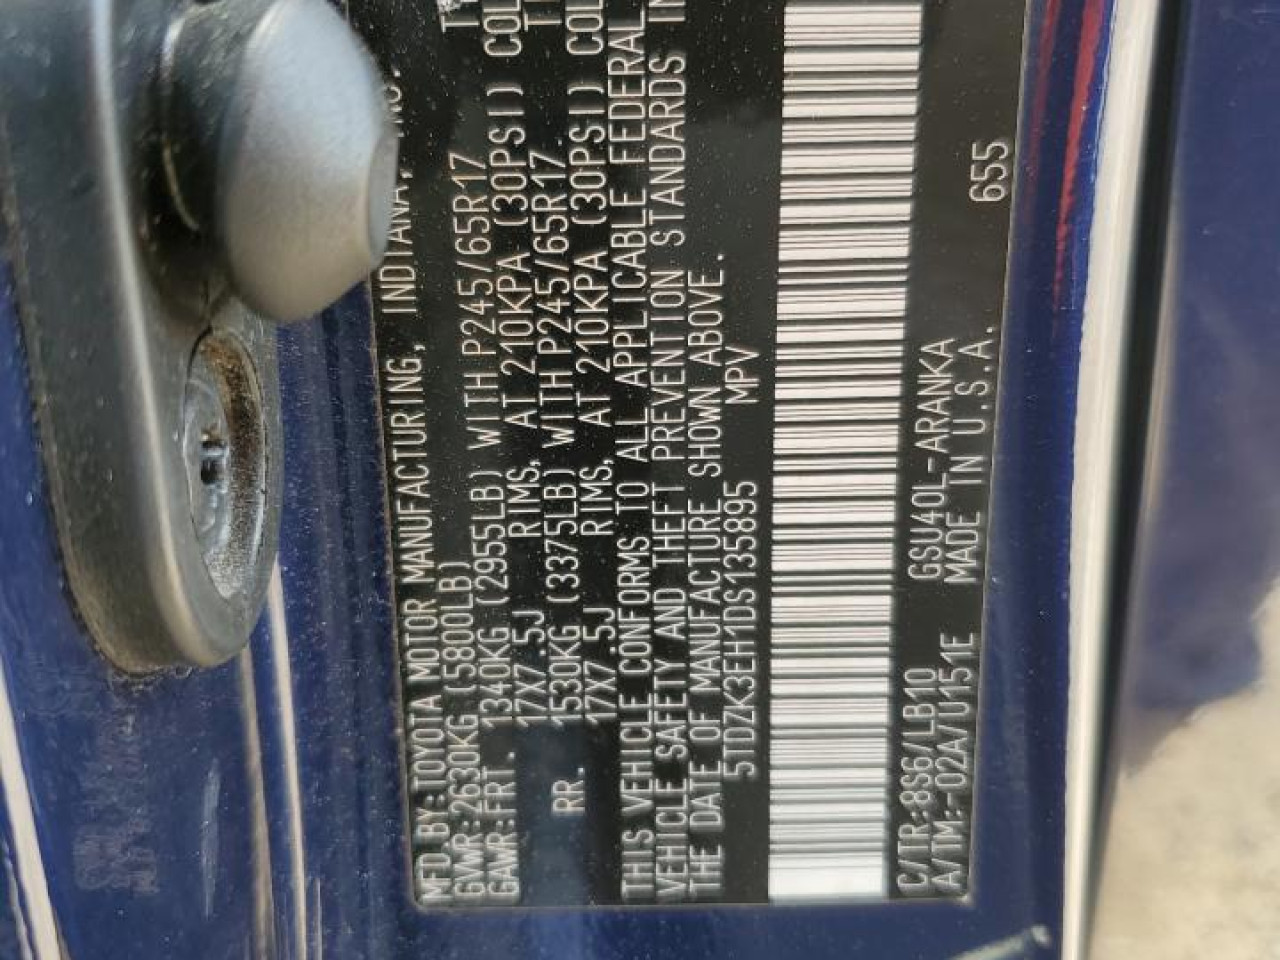 MFD.BY:TOYOTA MOTOR MANUFACTURING, INDIANA, INC.
GVWR:2630KG(5800LB)
GAWR:FRT. 1340KG(2955LB) WITH P245/65R17
17X7.5J RIMS, AT 210KPA (30PSI) COL
RR. 1530KG(3375LB) WITH P245/65R17
17X7.5J RIMS, AT 210KPA (30PSI) COL
THIS VEHICLE CONFORMS TO ALL APPLICABLE FEDERAL
VEHICLE SAFETY AND THEFT PREVENTION STANDARDS IN
THE DATE OF MANUFACTURE SHOWN ABOVE.
5TDZK3EH1DS135895 MPV
C/TR:8S6/LB10 GSU40L-ARANKA 655
A/TM:-02A/U151E MADE IN U.S.A.